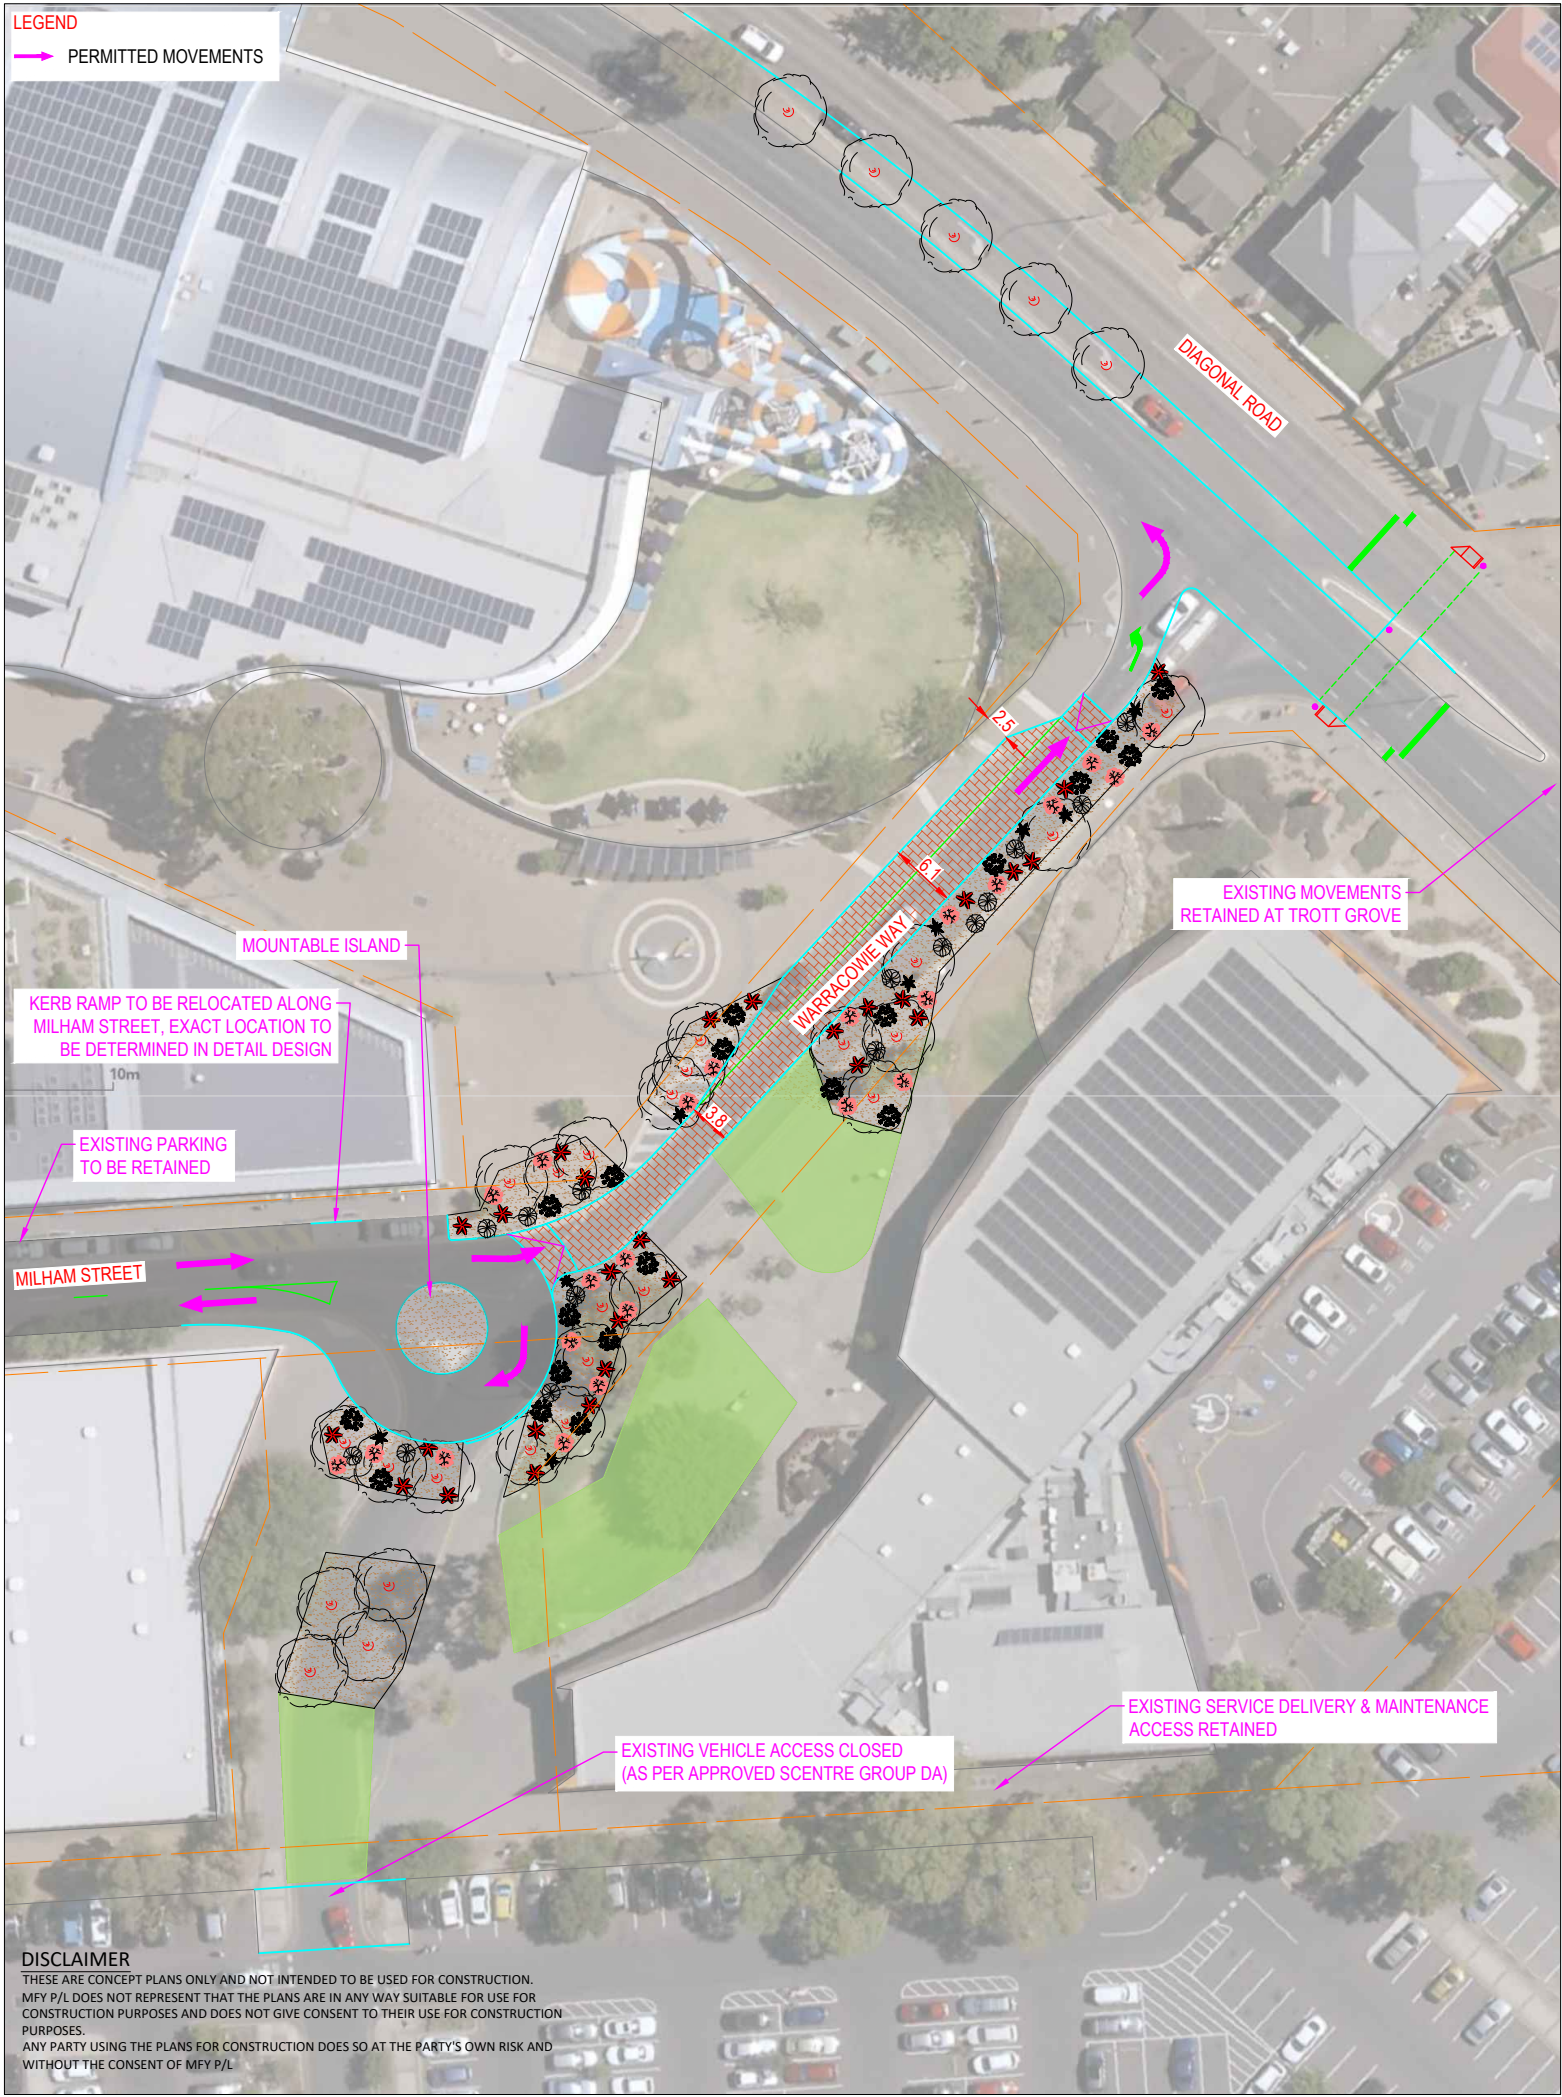 LEGEND
PERMITTED MOVEMENTS
DIAGONAL ROAD
2.5
6.1
EXISTING MOVEMENTS
RETAINED AT TROTT GROVE
WARRACOWIE WAY
MOUNTABLE ISLAND
KERB RAMP TO BE RELOCATED ALONG
MILHAM STREET, EXACT LOCATION TO
BE DETERMINED IN DETAIL DESIGN
10m
3.8
EXISTING PARKING
TO BE RETAINED
MILHAM STREET
EXISTING SERVICE DELIVERY & MAINTENANCE
ACCESS RETAINED
EXISTING VEHICLE ACCESS CLOSED
(AS PER APPROVED SCENTRE GROUP DA)
DISCLAIMER
THESE ARE CONCEPT PLANS ONLY AND NOT INTENDED TO BE USED FOR CONSTRUCTION.
MFY P/L DOES NOT REPRESENT THAT THE PLANS ARE IN ANY WAY SUITABLE FOR USE FOR
CONSTRUCTION PURPOSES AND DOES NOT GIVE CONSENT TO THEIR USE FOR CONSTRUCTION
PURPOSES.
ANY PARTY USING THE PLANS FOR CONSTRUCTION DOES SO AT THE PARTY'S OWN RISK AND
WITHOUT THE CONSENT OF MFY P/L